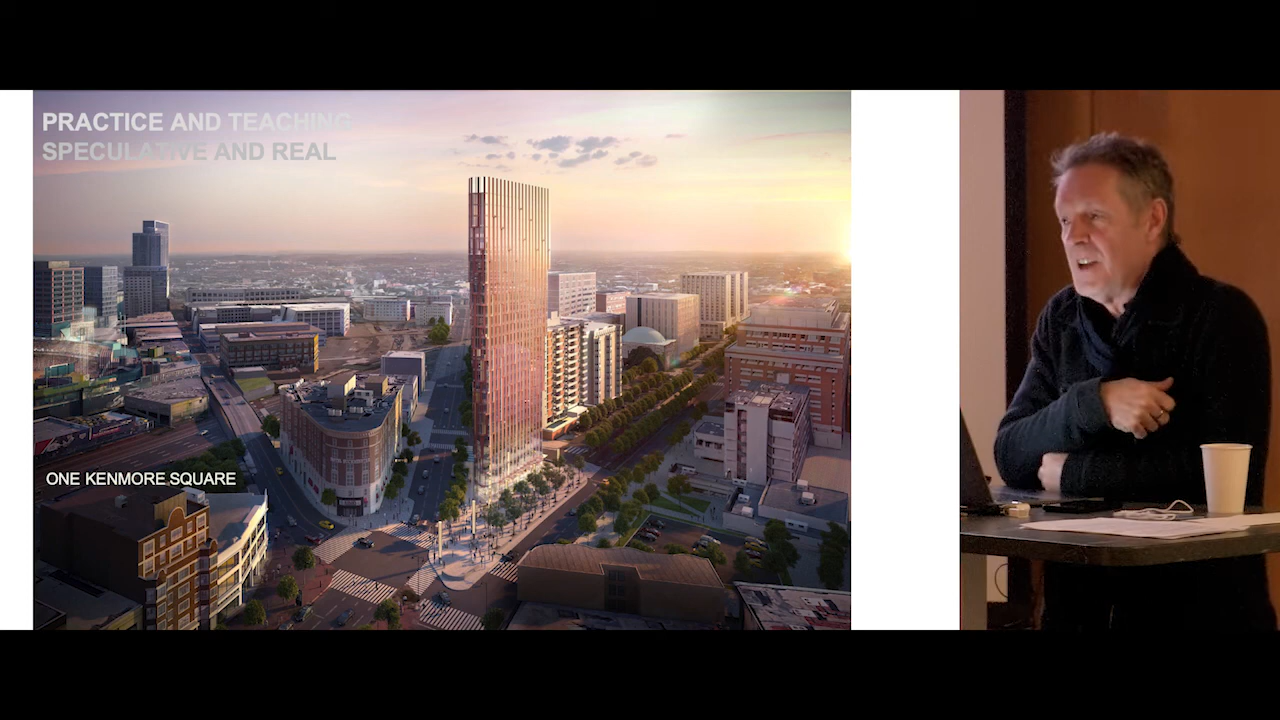 PRACTICE AND TEACHING
SPECULATIVE AND REAL
ONE KENMORE SQUARE